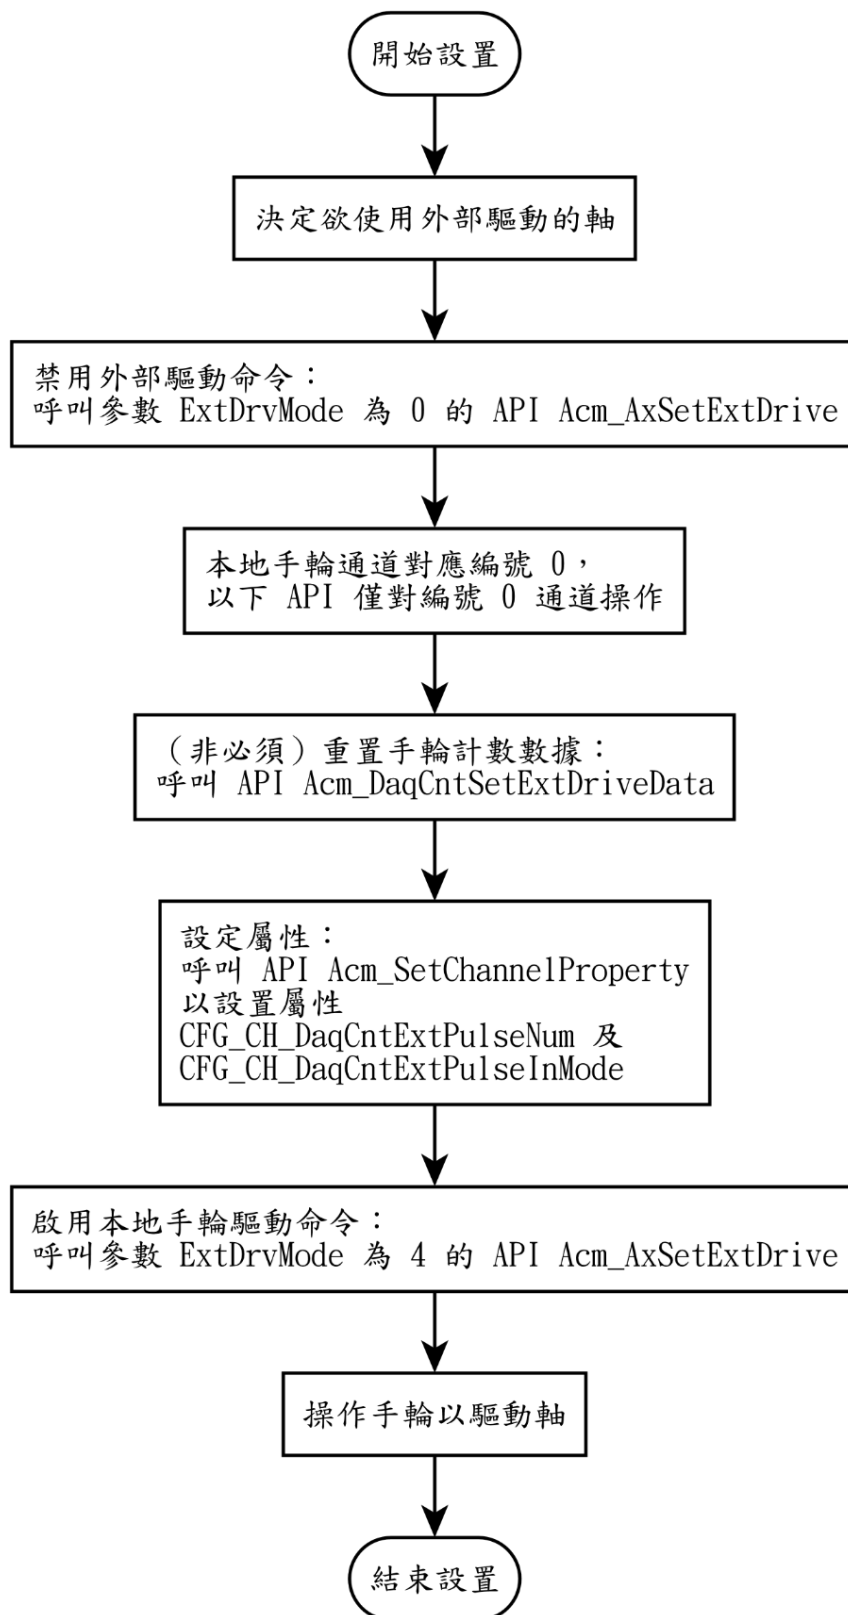 開始設置
決定欲使用外部驅動的軸
禁用外部驅動命令：
呼叫參數 ExtDrvMode 為 0 的 API Acm_AxSetExtDrive
本地手輪通道對應編號 0，
以下 API 僅對編號 0 通道操作
（非必須）重置手輪計數數據：
呼叫 API Acm_DaqCntSetExtDriveData
設定屬性：
呼叫 API Acm_SetChannelProperty
以設置屬性
CFG_CH_DaqCntExtPulseNum 及
CFG_CH_DaqCntExtPulseInMode
啟用本地手輪驅動命令：
呼叫參數 ExtDrvMode 為 4 的 API Acm_AxSetExtDrive
操作手輪以驅動軸
結束設置